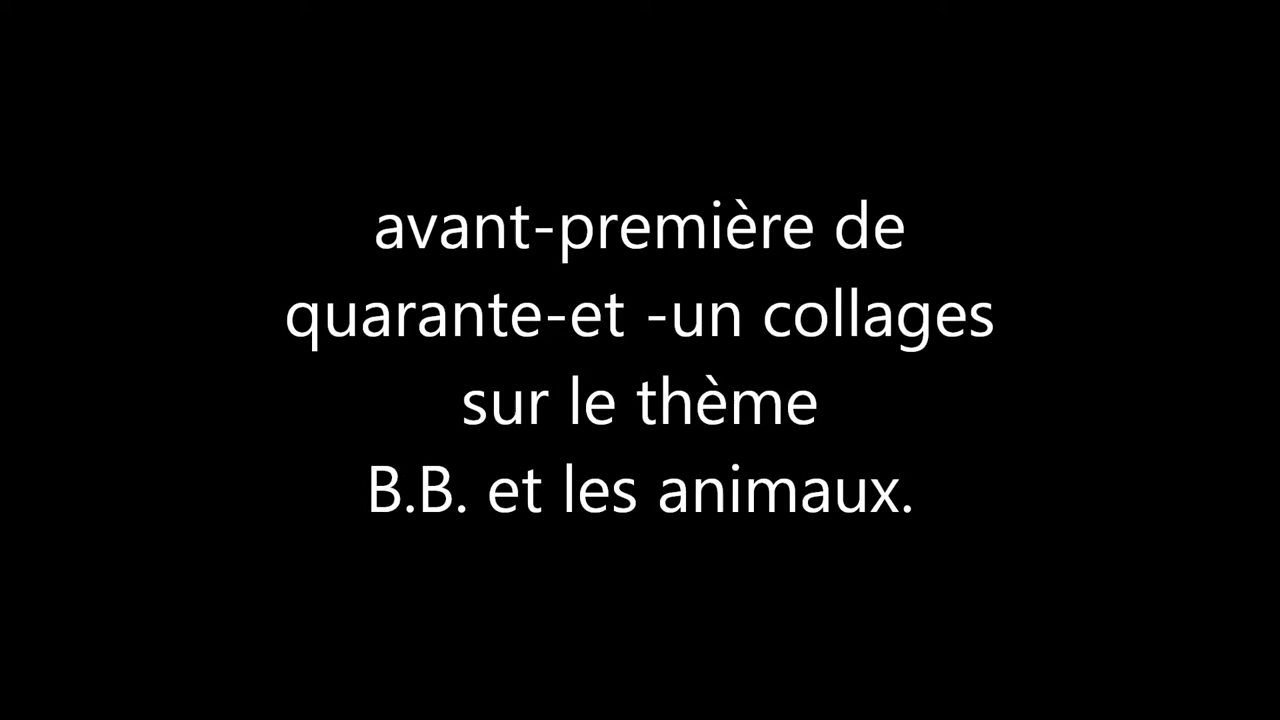 avant-première de
quarante-et -un collages
sur le thème
B.B. et les animaux.